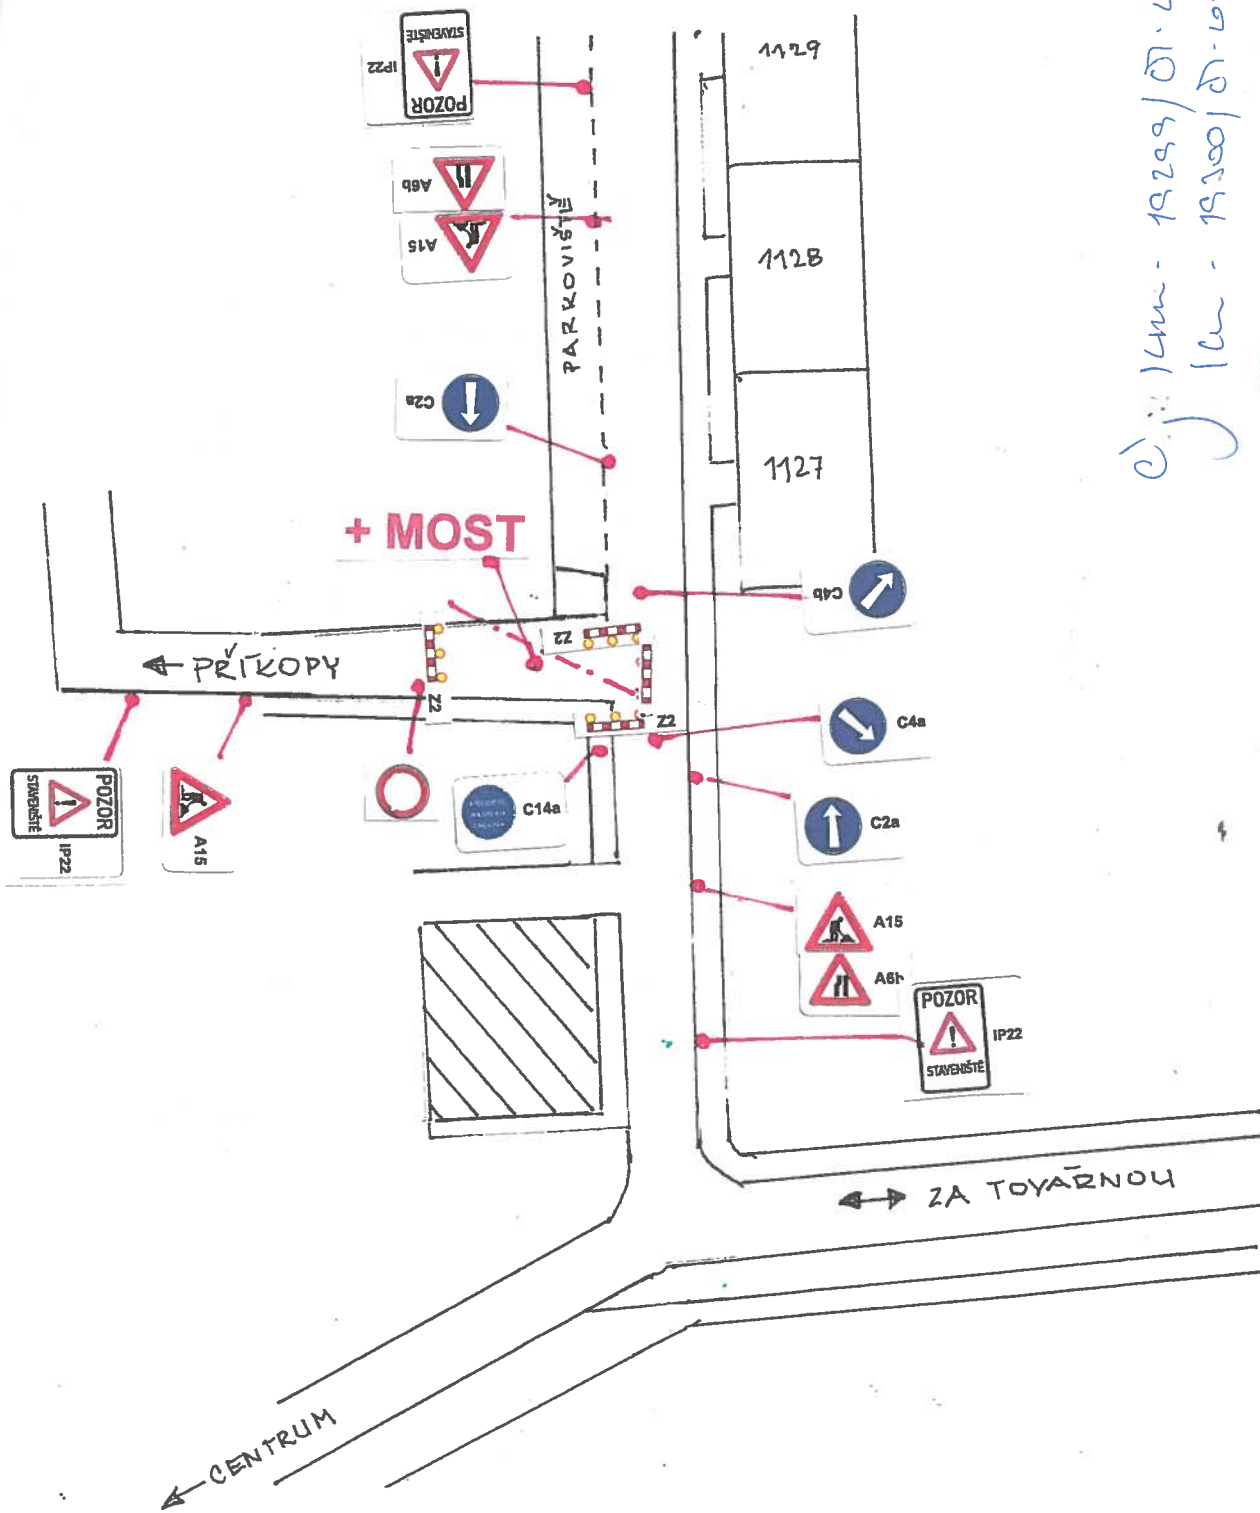 POZOR
STAVENIŠTĚ
IP22
1129
A6b
A15
PARKOVIŠTĚ
1128
C2a
1127
+ MOST
C4b
Z2
← PŘÍKOPY
Z2
Z2
C4a
POZOR
STAVENIŠTĚ
IP22
A15
C14a
C2a
A15
POZOR
STAVENIŠTĚ
IP22
↔ ZA TOVÁRNOU
← CENTRUM